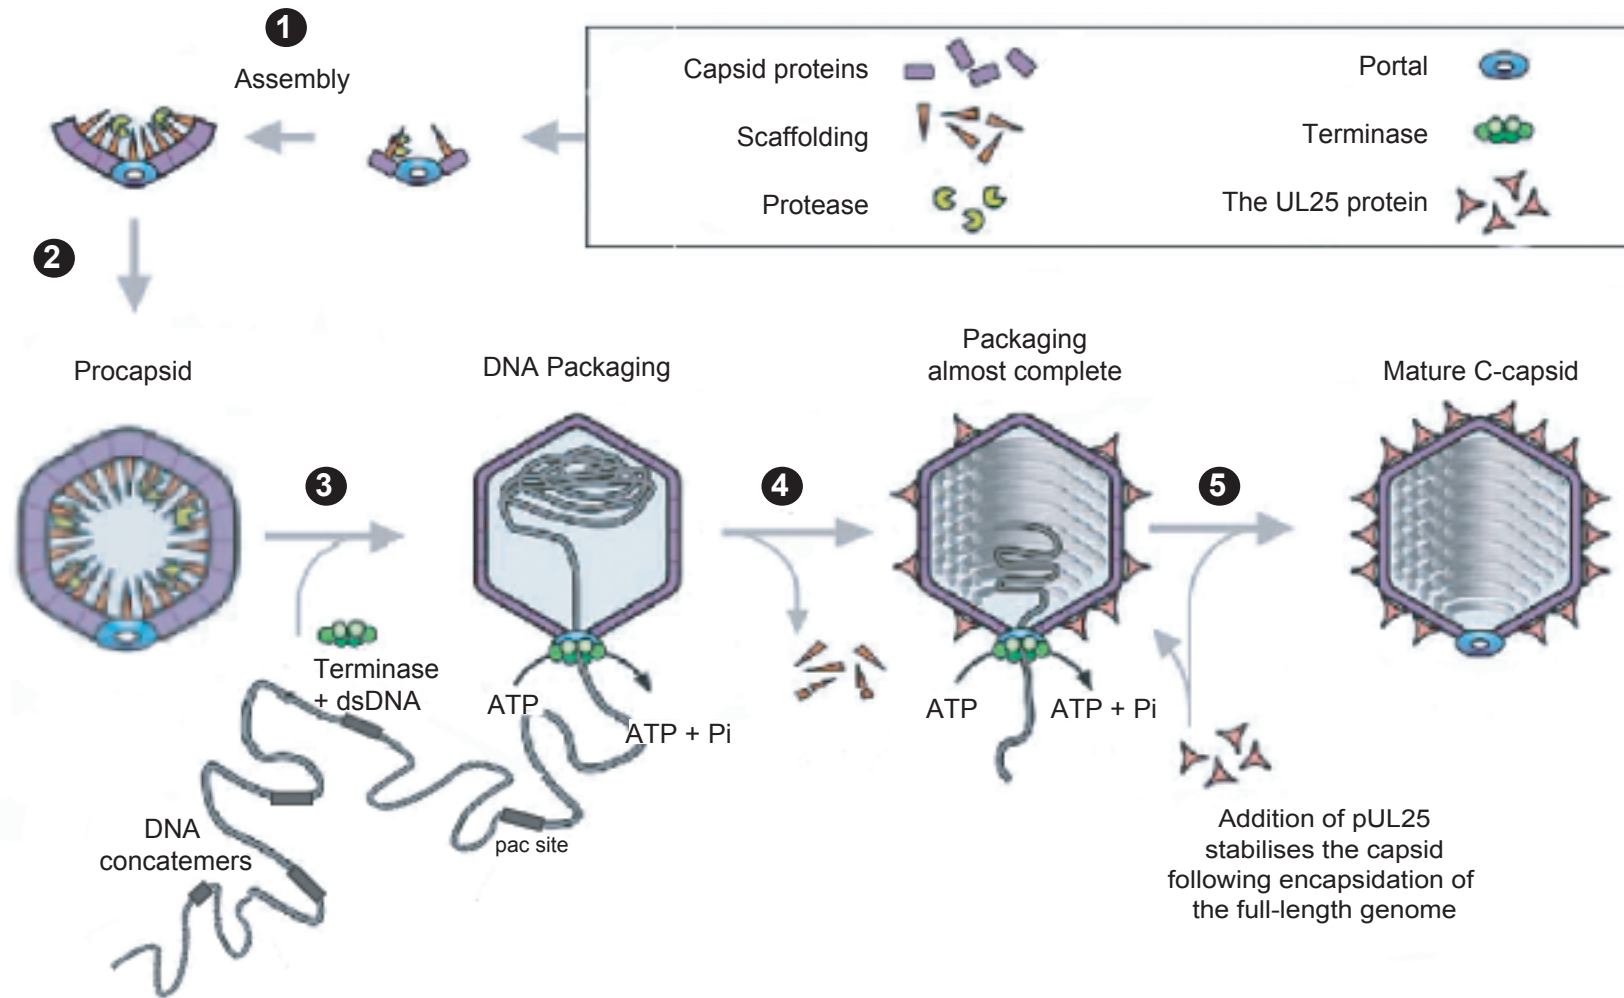 1
Assembly
Capsid proteins
Scaffolding
Protease
Portal
Terminase
The UL25 protein
2
Procapsid
3
Terminase
+ dsDNA
DNA
concatemers
pac site
DNA Packaging
ATP
ATP + Pi
4
Packaging
almost complete
ATP
ATP + Pi
5
Addition of pUL25
stabilises the capsid
following encapsidation of
the full-length genome
Mature C-capsid